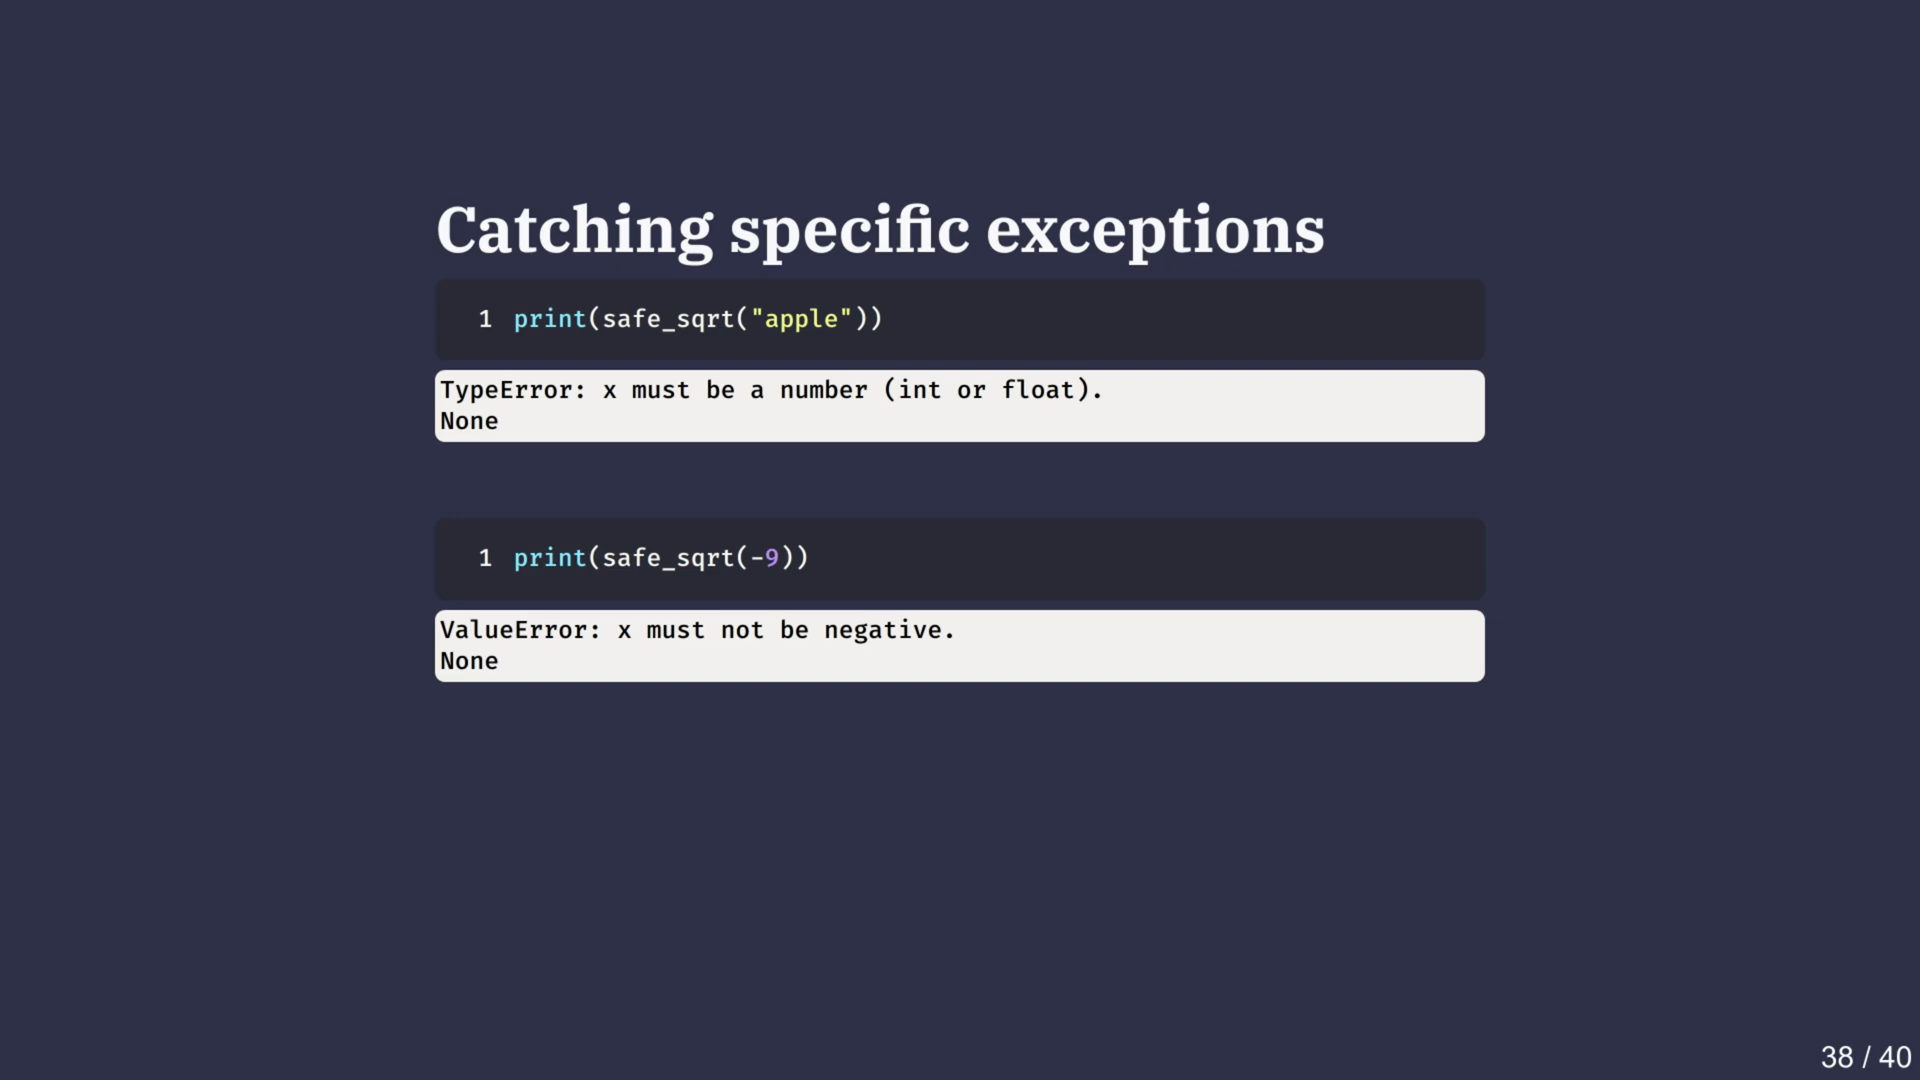 Catching specific exceptions
1 print(safe_sqrt("apple"))
TypeError: x must be a number (int or float).
None
1 print(safe_sqrt(-9))
ValueError: x must not be negative.
None
38 / 40